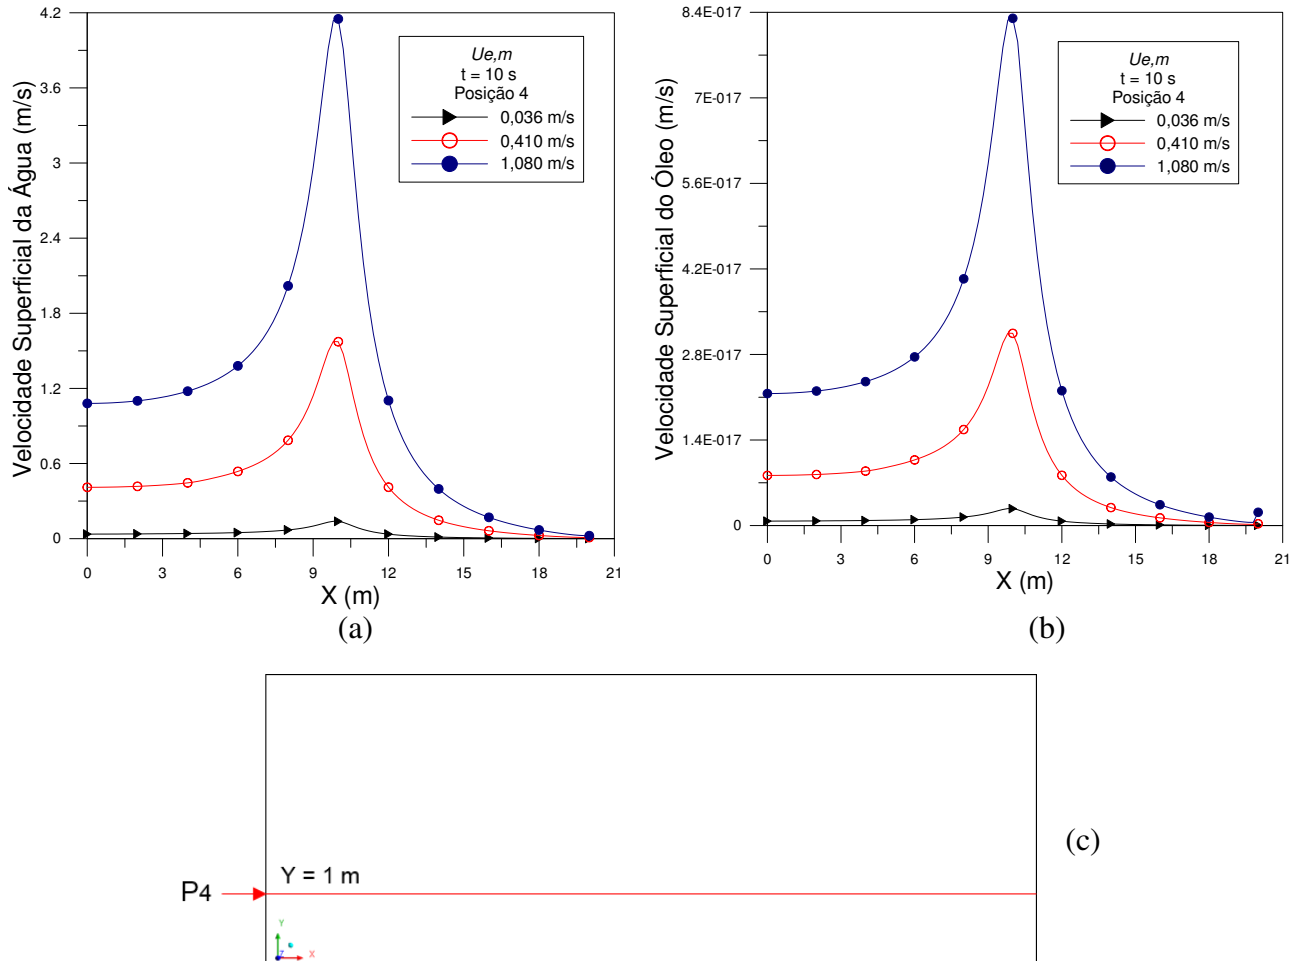 Velocidade Superficial da Água (m/s)
4.2
3.6
3
2.4
1.8
1.2
0.6
0
Ue,m
t = 10 s
Posição 4
0,036 m/s
0,410 m/s
1,080 m/s
0 3 6 9 12 15 18 21
X (m)
(a)
Velocidade Superficial do Óleo (m/s)
8.4E-017
7E-017
5.6E-017
4.2E-017
2.8E-017
1.4E-017
0
Ue,m
t = 10 s
Posição 4
0,036 m/s
0,410 m/s
1,080 m/s
0 3 6 9 12 15 18 21
X (m)
(b)
P4
Y = 1 m
Y
Z
X
(c)